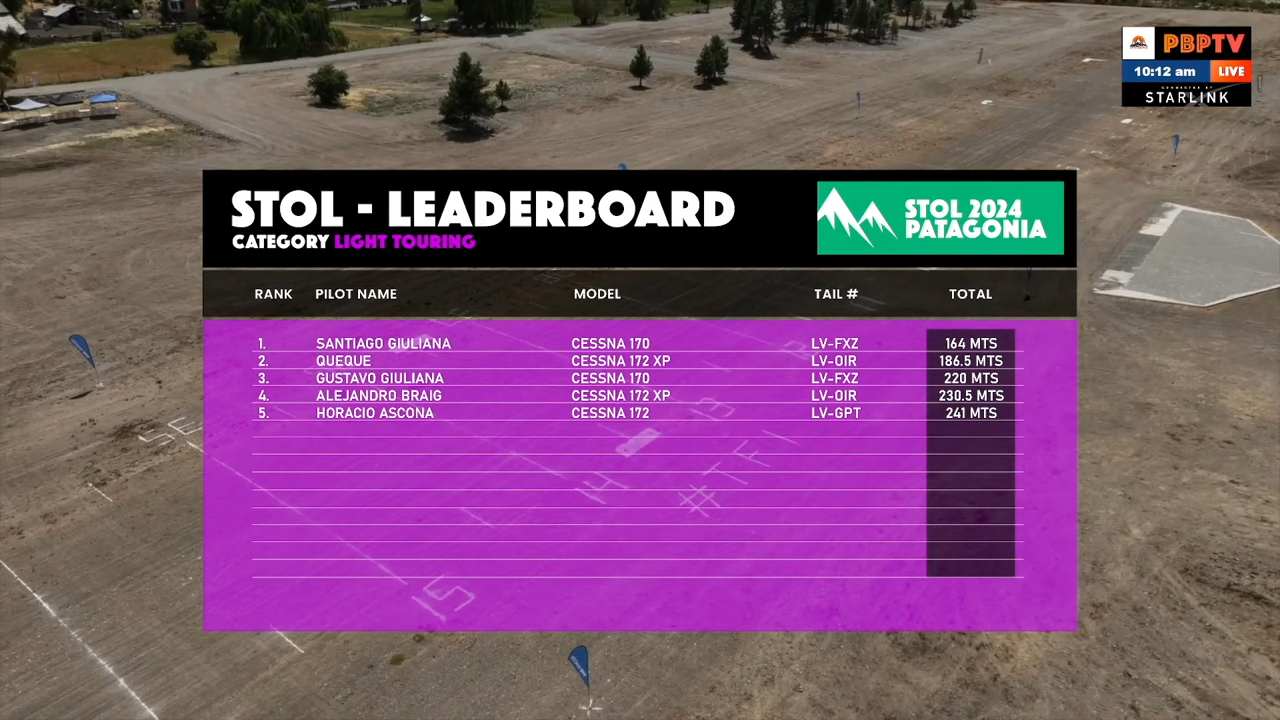 PBPTV
10:12 am LIVE
STARLINK
STOL - LEADERBOARD
CATEGORY LIGHT TOURING
STOL 2024
PATAGONIA
RANK PILOT NAME MODEL TAIL # TOTAL
1. SANTIAGO GIULIANA CESSNA 170 LV-FXZ 164 MTS
2. QUEQUE CESSNA 172 XP LV-OIR 186.5 MTS
3. GUSTAVO GIULIANA CESSNA 170 LV-FXZ 220 MTS
4. ALEJANDRO BRAIG CESSNA 172 XP LV-OIR 230.5 MTS
5. HORACIO ASCONA CESSNA 172 LV-GPT 241 MTS
SE
#TFI
15